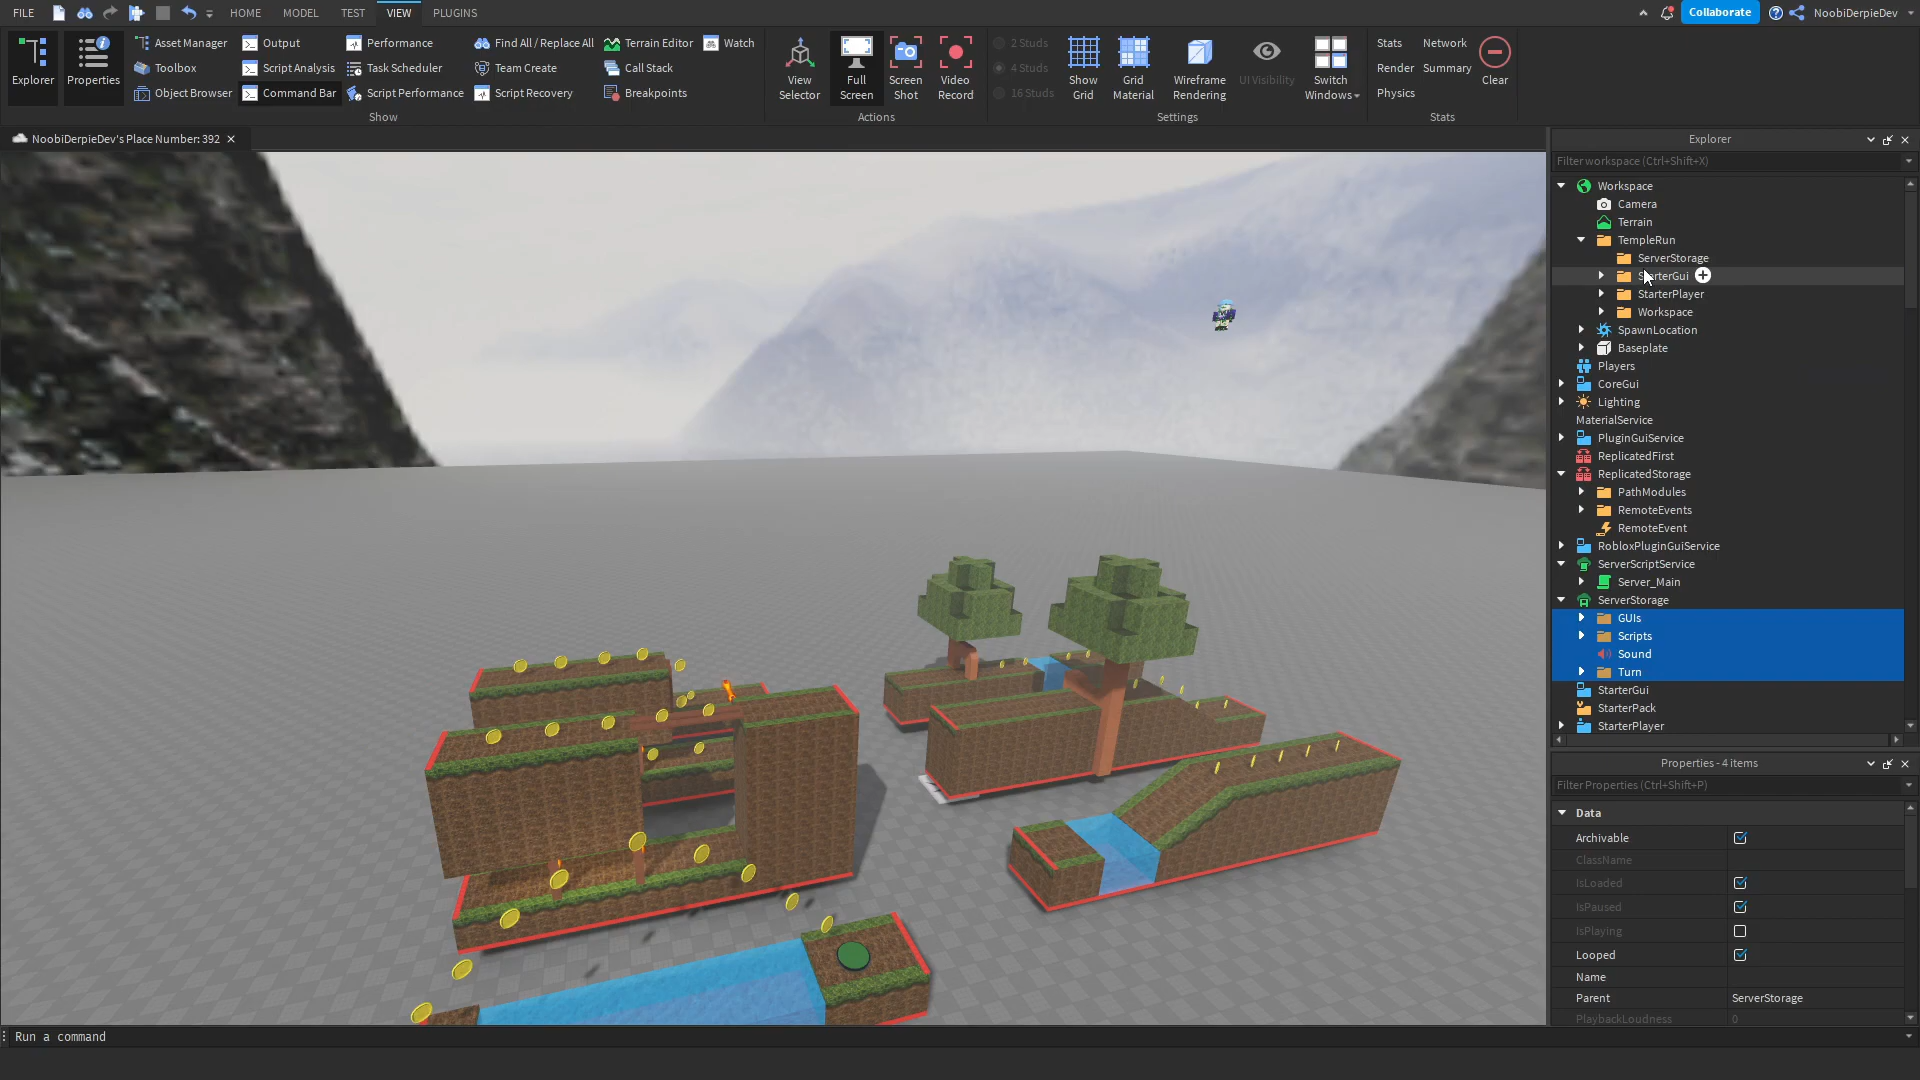 FILE
HOME
MODEL
TEST
VIEW
PLUGINS
Collaborate
NoobiDerpieDev
Explorer
Properties
Asset Manager
Toolbox
Object Browser
Output
Script Analysis
Command Bar
Performance
Task Scheduler
Script Performance
Find All / Replace All
Team Create
Script Recovery
Terrain Editor
Call Stack
Breakpoints
Watch
Show
View Selector
Full Screen
Screen Shot
Video Record
Actions
2 Studs
4 Studs
16 Studs
Show Grid
Grid Material
Wireframe Rendering
UI Visibility
Switch Windows
Settings
Stats
Render
Physics
Network
Summary
Clear
Stats
NoobiDerpieDev's Place Number: 392
Explorer
Filter workspace (Ctrl+Shift+X)
Workspace
Camera
Terrain
TempleRun
ServerStorage
StarterGui
StarterPlayer
Workspace
SpawnLocation
Baseplate
Players
CoreGui
Lighting
MaterialService
PluginGuiService
ReplicatedFirst
ReplicatedStorage
PathModules
RemoteEvents
RemoteEvent
RobloxPluginGuiService
ServerScriptService
Server_Main
ServerStorage
GUIs
Scripts
Sound
Turn
StarterGui
StarterPack
StarterPlayer
Properties - 4 items
Filter Properties (Ctrl+Shift+P)
Data
Archivable
ClassName
IsLoaded
IsPaused
IsPlaying
Looped
Name
Parent ServerStorage
PlaybackLoudness 0
Run a command